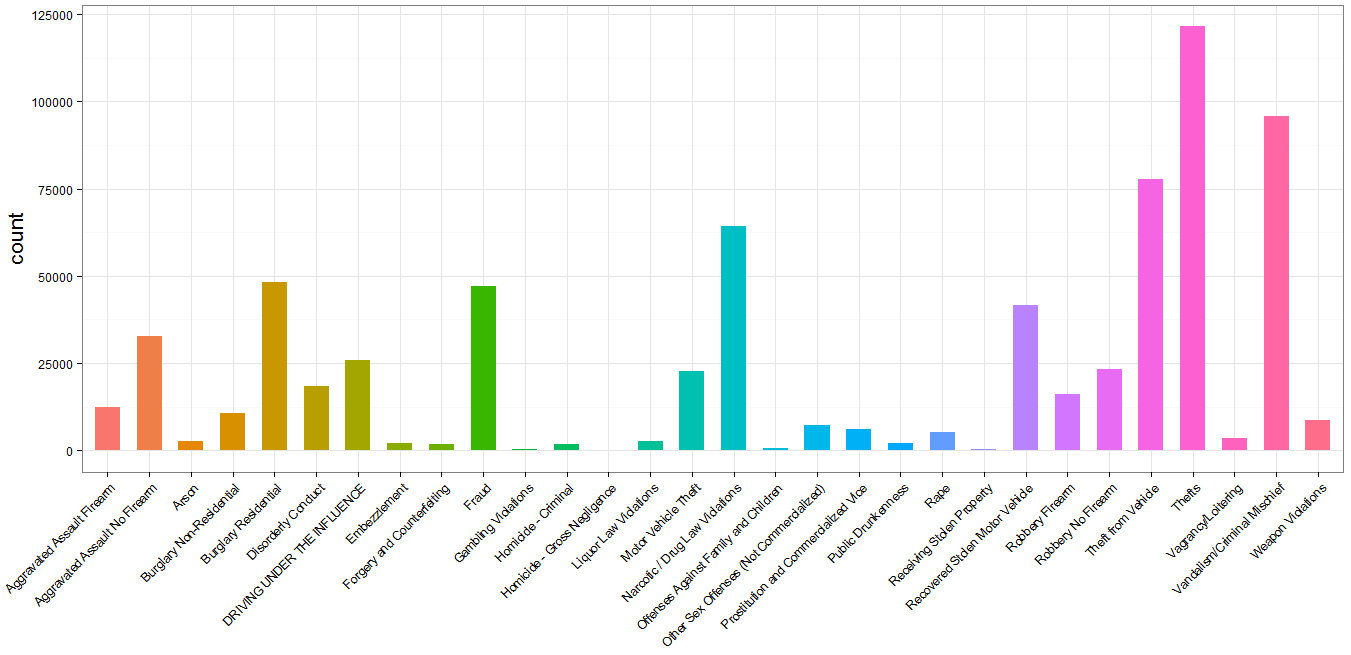 125000
100000
75000
50000
25000
0
count
Aggravated Assault Firearm
Aggravated Assault No Firearm
Arson
Burglary Non-Residential
Burglary Residential
Disorderly Conduct
DRIVING UNDER THE INFLUENCE
Embezzlement
Forgery and Counterfeiting
Fraud
Gambling Violations
Homicide - Criminal
Homicide - Gross Negligence
Liquor Law Violations
Motor Vehicle Theft
Narcotic / Drug Law Violations
Offenses Against Family and Children
Other Sex Offenses (Not Commercialized)
Prostitution and Commercialized Vice
Public Drunkenness
Rape
Receiving Stolen Property
Recovered Stolen Motor Vehicle
Robbery Firearm
Robbery No Firearm
Theft from Vehicle
Thefts
Vagrancy/Loitering
Vandalism/Criminal Mischief
Weapon Violations